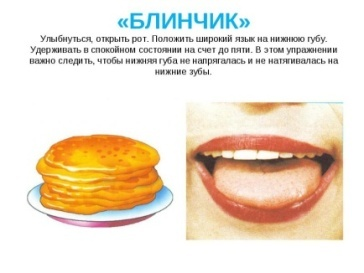 «БЛИНЧИК»
Улыбнуться, открыть рот. Положить широкий язык на нижнюю губу.
Удерживать в спокойном состоянии на счет до пяти. В этом упражнении
важно следить, чтобы нижняя губа не напрягалась и не натягивалась на
нижние зубы.